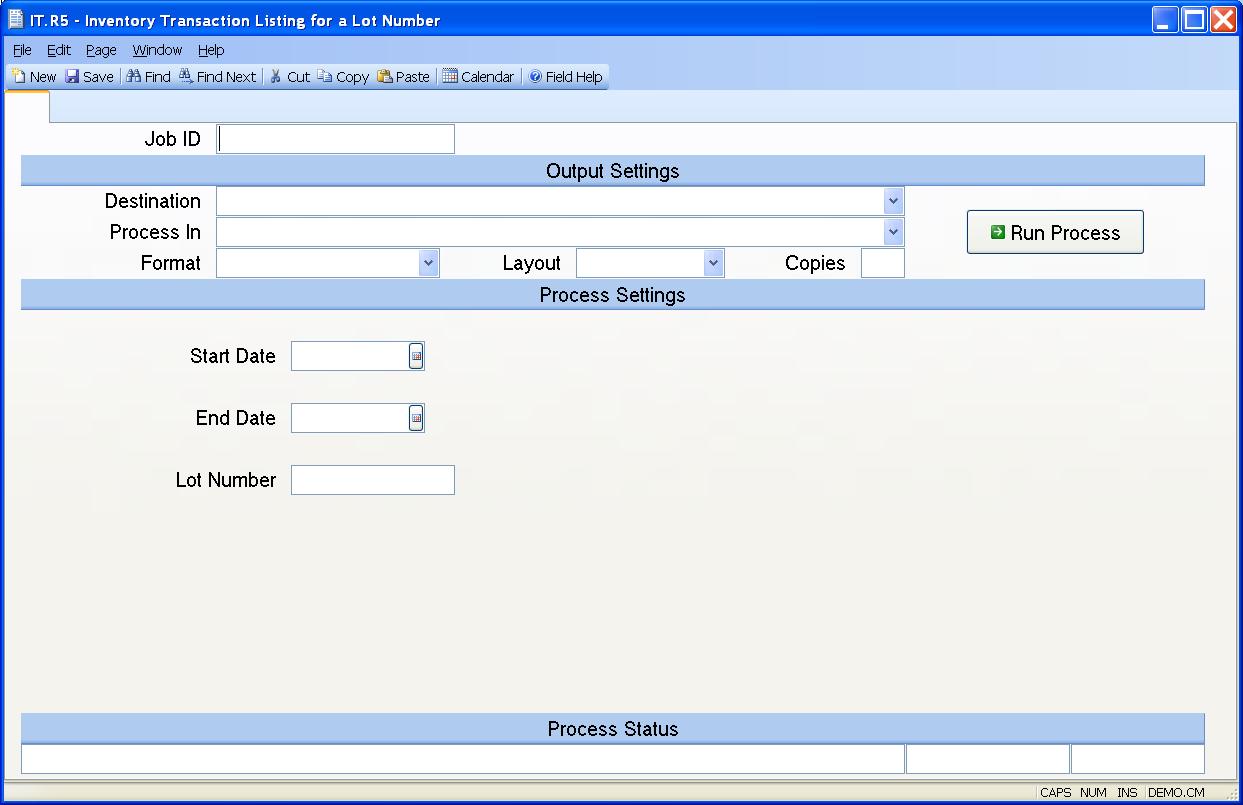 IT.R5 - Inventory Transaction Listing for a Lot Number
File Edit Page Window Help
New Save Find Find Next Cut Copy Paste Calendar Field Help
Job ID
Output Settings
Destination
Process In
Run Process
Format Layout Copies
Process Settings
Start Date
End Date
Lot Number
Process Status
CAPS NUM INS DEMO.CM